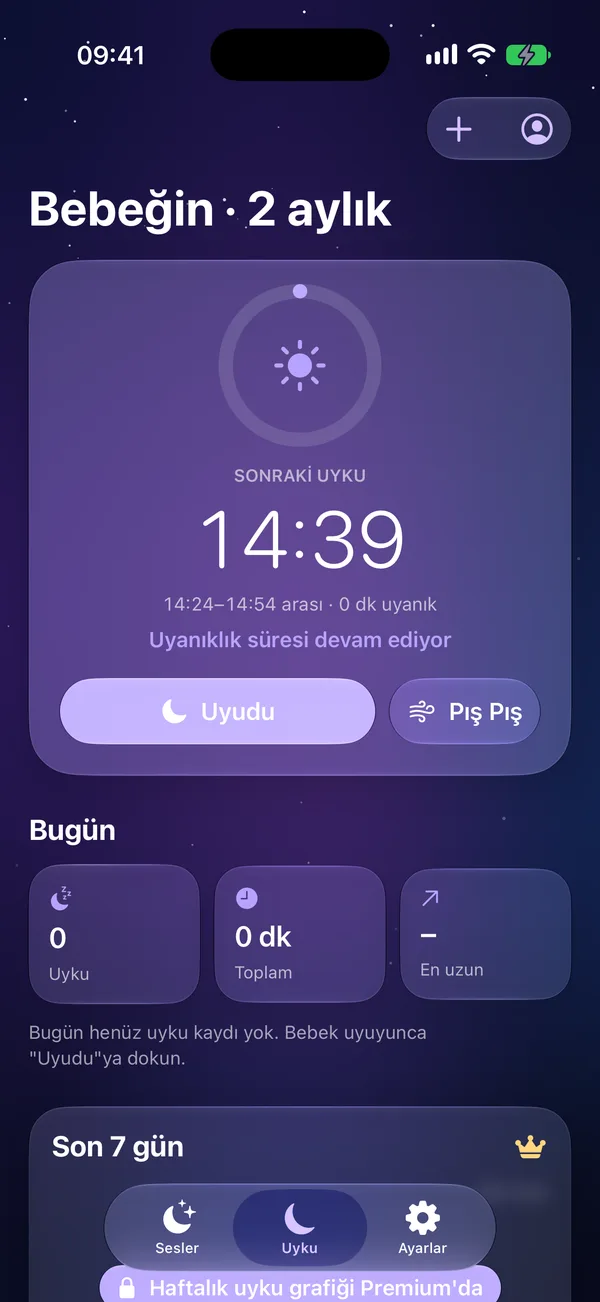 09:41
Bebeğin · 2 aylık
SONRAKİ UYKU
14:39
14:24–14:54 arası · 0 dk uyanık
Uyanıklık süresi devam ediyor
Uyudu
Pış Pış
Bugün
0
Uyku
0 dk
Toplam
–
En uzun
Bugün henüz uyku kaydı yok. Bebek uyuyunca
"Uyudu"ya dokun.
Son 7 gün
Sesler
Uyku
Ayarlar
Haftalık uyku grafiği Premium'da